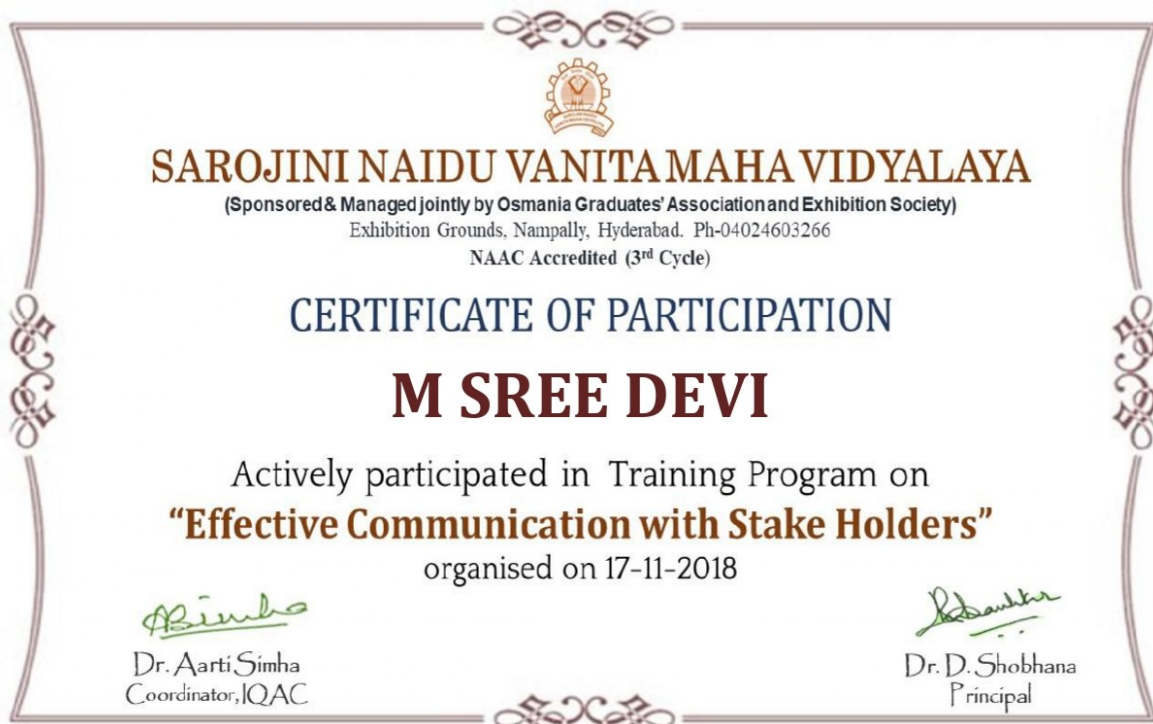 SAROJINI NAIDU VANITA MAHA VIDYALAYA
(Sponsored & Managed jointly by Osmania Graduates' Association and Exhibition Society)
Exhibition Grounds, Nampally, Hyderabad. Ph-04024603266
NAAC Accredited (3rd Cycle)
CERTIFICATE OF PARTICIPATION
M SREE DEVI
Actively participated in Training Program on
“Effective Communication with Stake Holders”
organised on 17-11-2018
Dr. Aarti Simha
Coordinator, IQAC
Dr. D. Shobhana
Principal